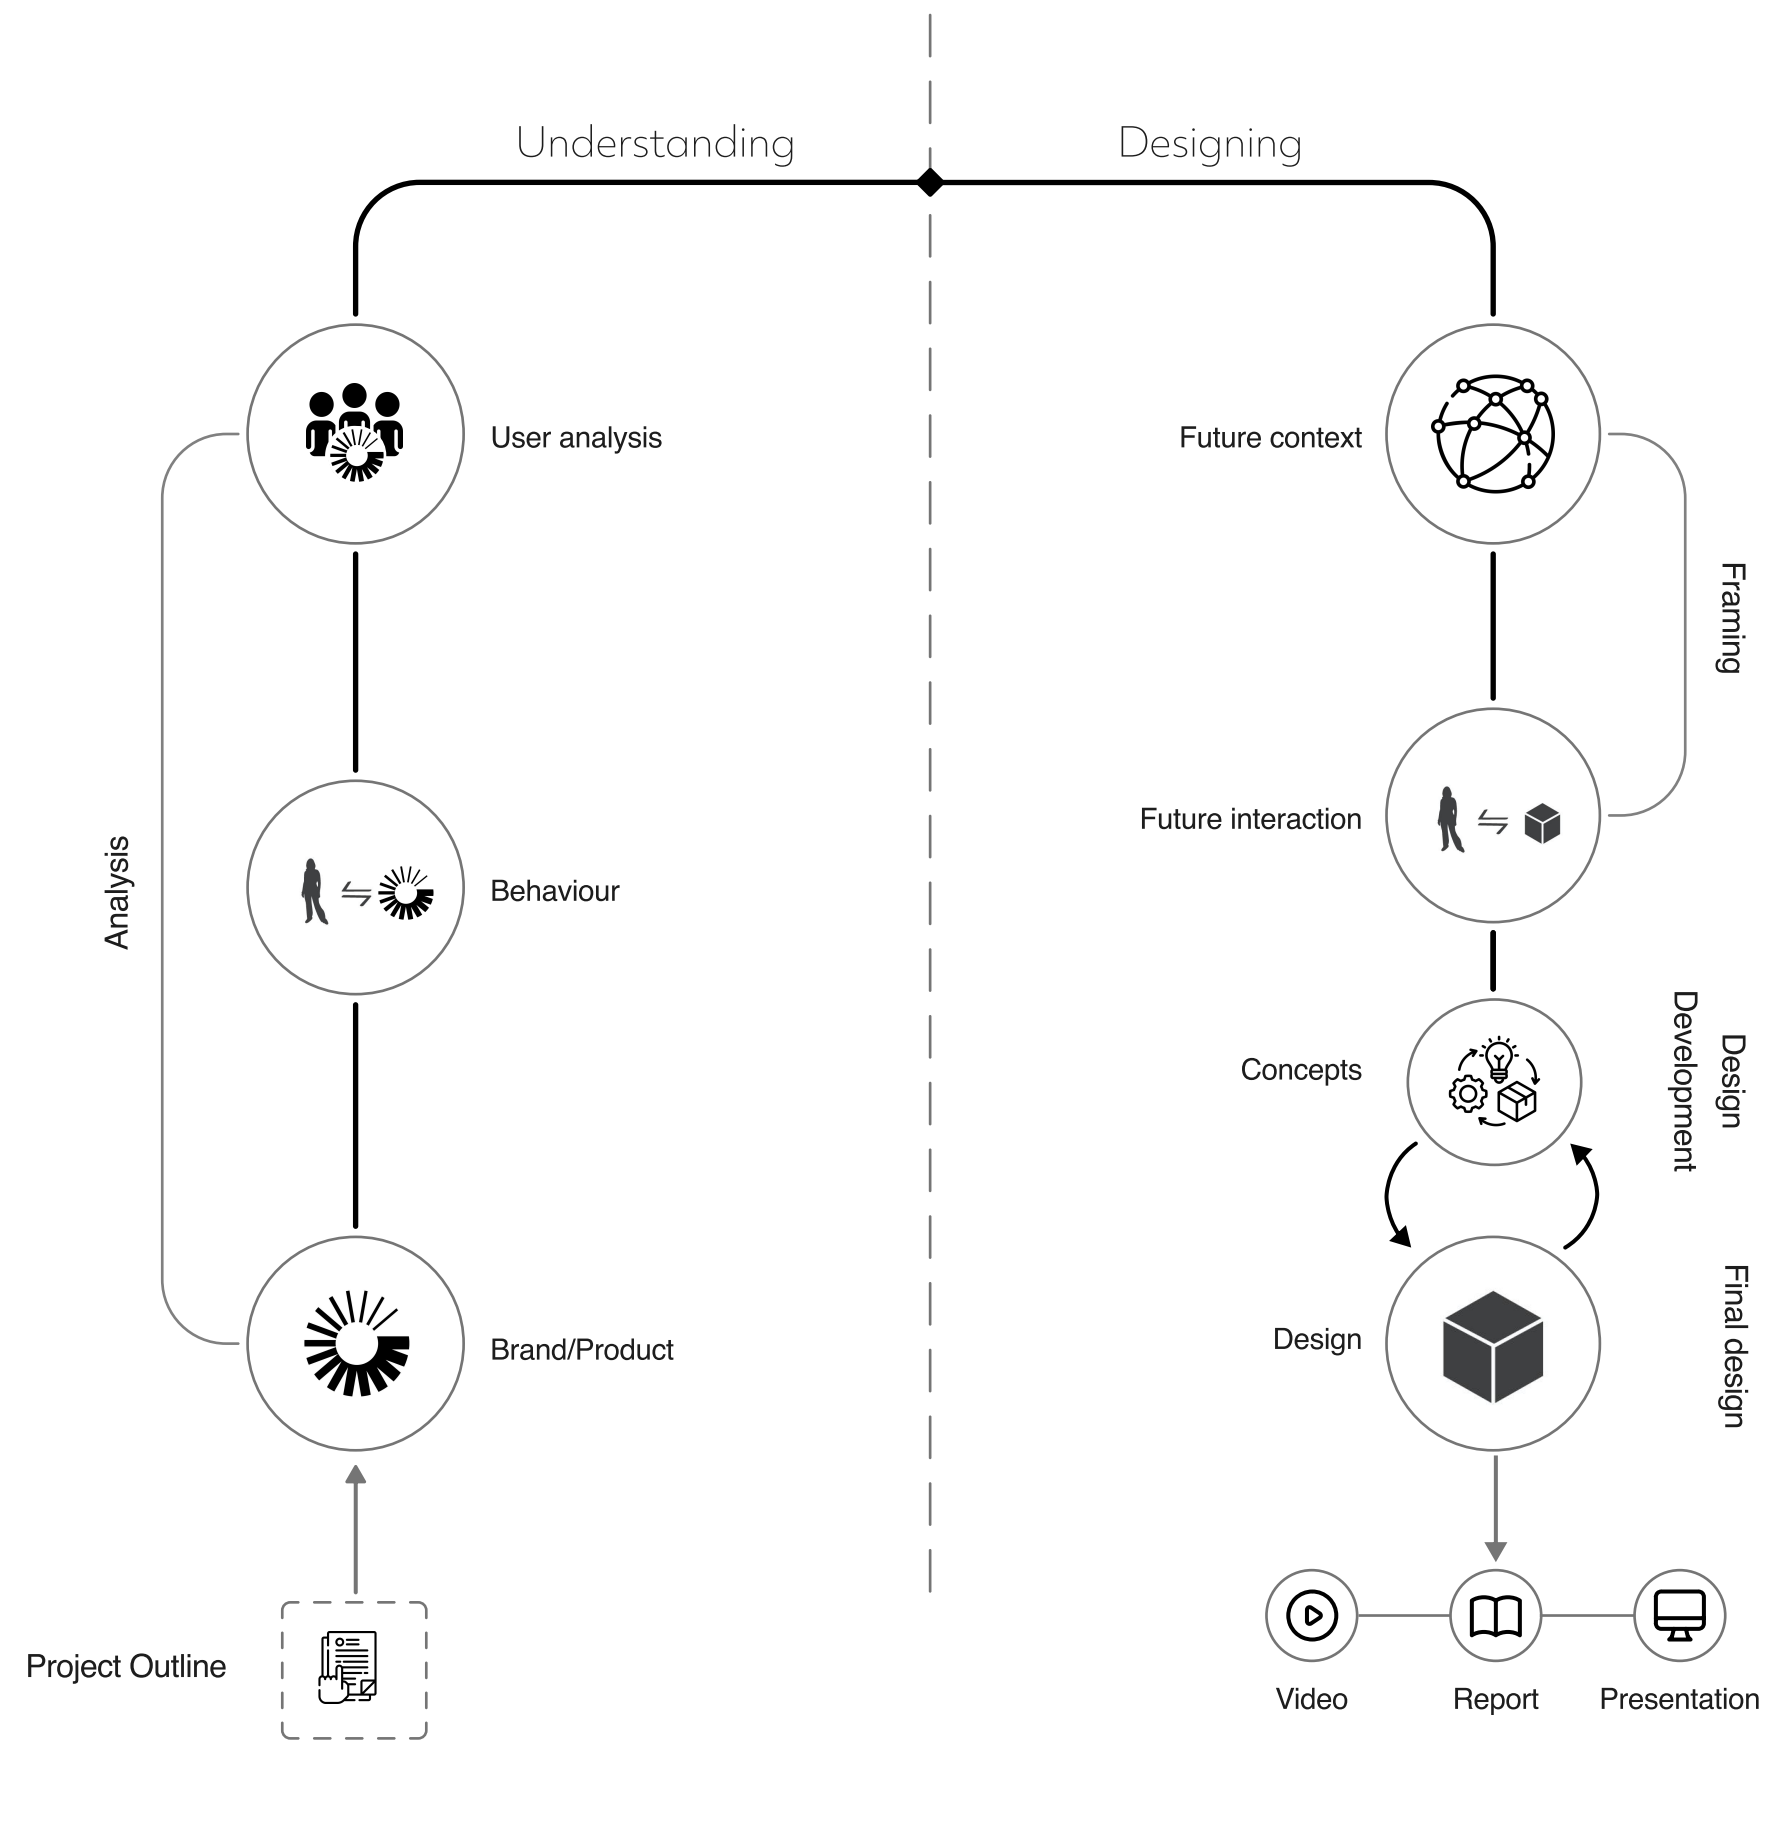 Understanding
Designing
User analysis
Future context
Framing
Future interaction
Analysis
Behaviour
Concepts
Design
Development
Brand/Product
Design
Final design
Project Outline
Video
Report
Presentation